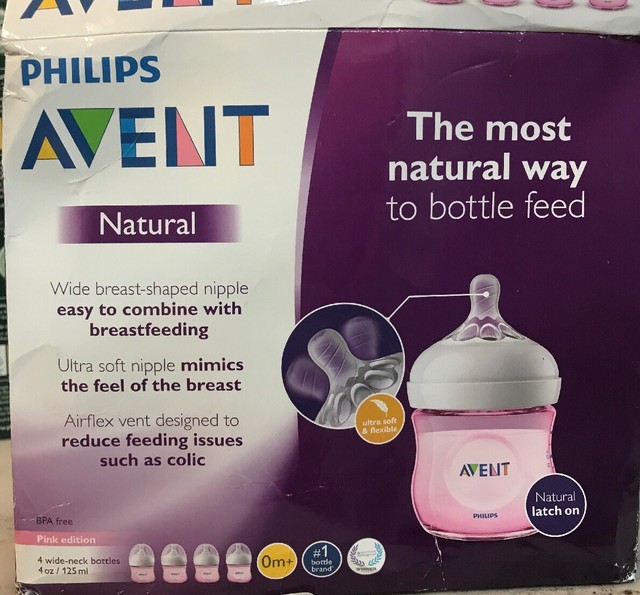 PHILIPS
AVENT
Natural
Wide breast-shaped nipple
easy to combine with
breastfeeding
Ultra soft nipple mimics
the feel of the breast
Airflex vent designed to
reduce feeding issues
such as colic
BPA free
Pink edition
4 wide-neck bottles
4 oz / 125 ml
0m+
#1
bottle
brand
The most
natural way
to bottle feed
ultra soft
& flexible
AVENT
PHILIPS
Natural
latch on